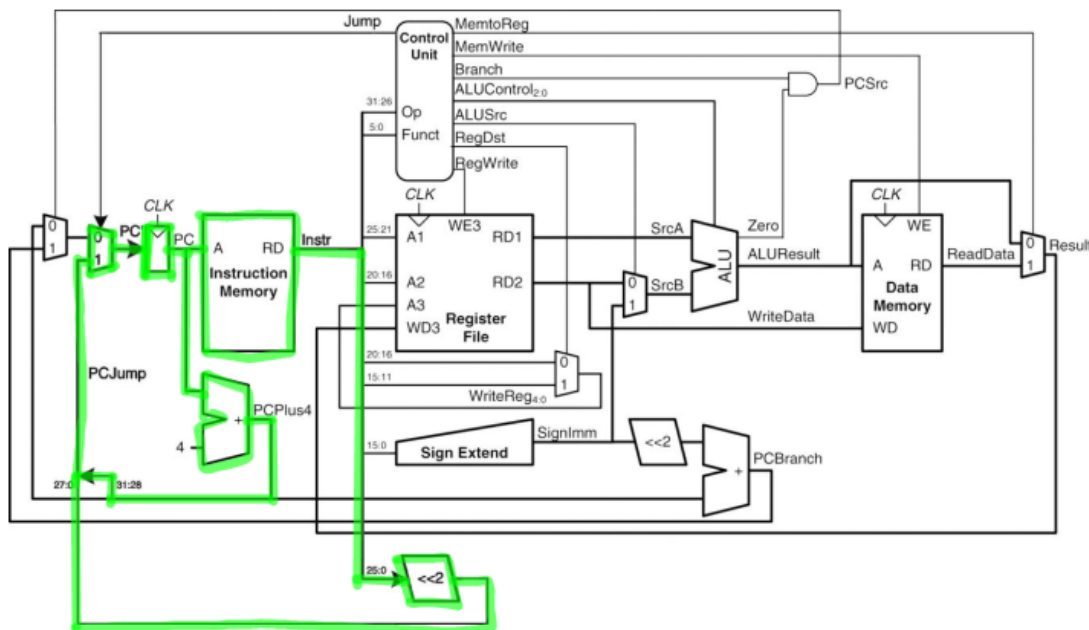 Jump
Control
Unit
MemtoReg
MemWrite
Branch
ALUControl2:0
PCSrc
31:26
Op
ALUSrc
5:0
Funct
RegDst
RegWrite
CLK
CLK
CLK
0
1
0
1
PC
PC
A
RD
Instr
Instruction
Memory
25:21
A1
WE3
RD1
SrcA
Zero
WE
20:16
A2
RD2
0
1
SrcB
ALU
ALUResult
A
RD
ReadData
0
1
Result
A3
Data
Memory
WD3
Register
File
WriteData
WD
20:16
0
PCJump
15:11
1
WriteReg4:0
PCPlus4
+
4
15:0
Sign Extend
SignImm
<<2
+
PCBranch
27:0
31:28
25:0
<<2